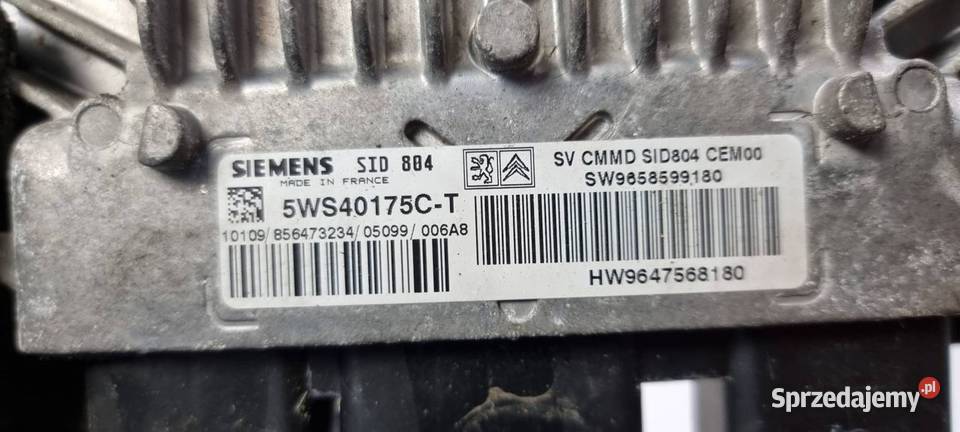 SIEMENS SID 804
MADE IN FRANCE
5WS40175C-T
10109/856473234/05099/006A8
SV CMMD SID804 CEM00
SW9658599180
HW9647568180
Sprzedajemy.pl